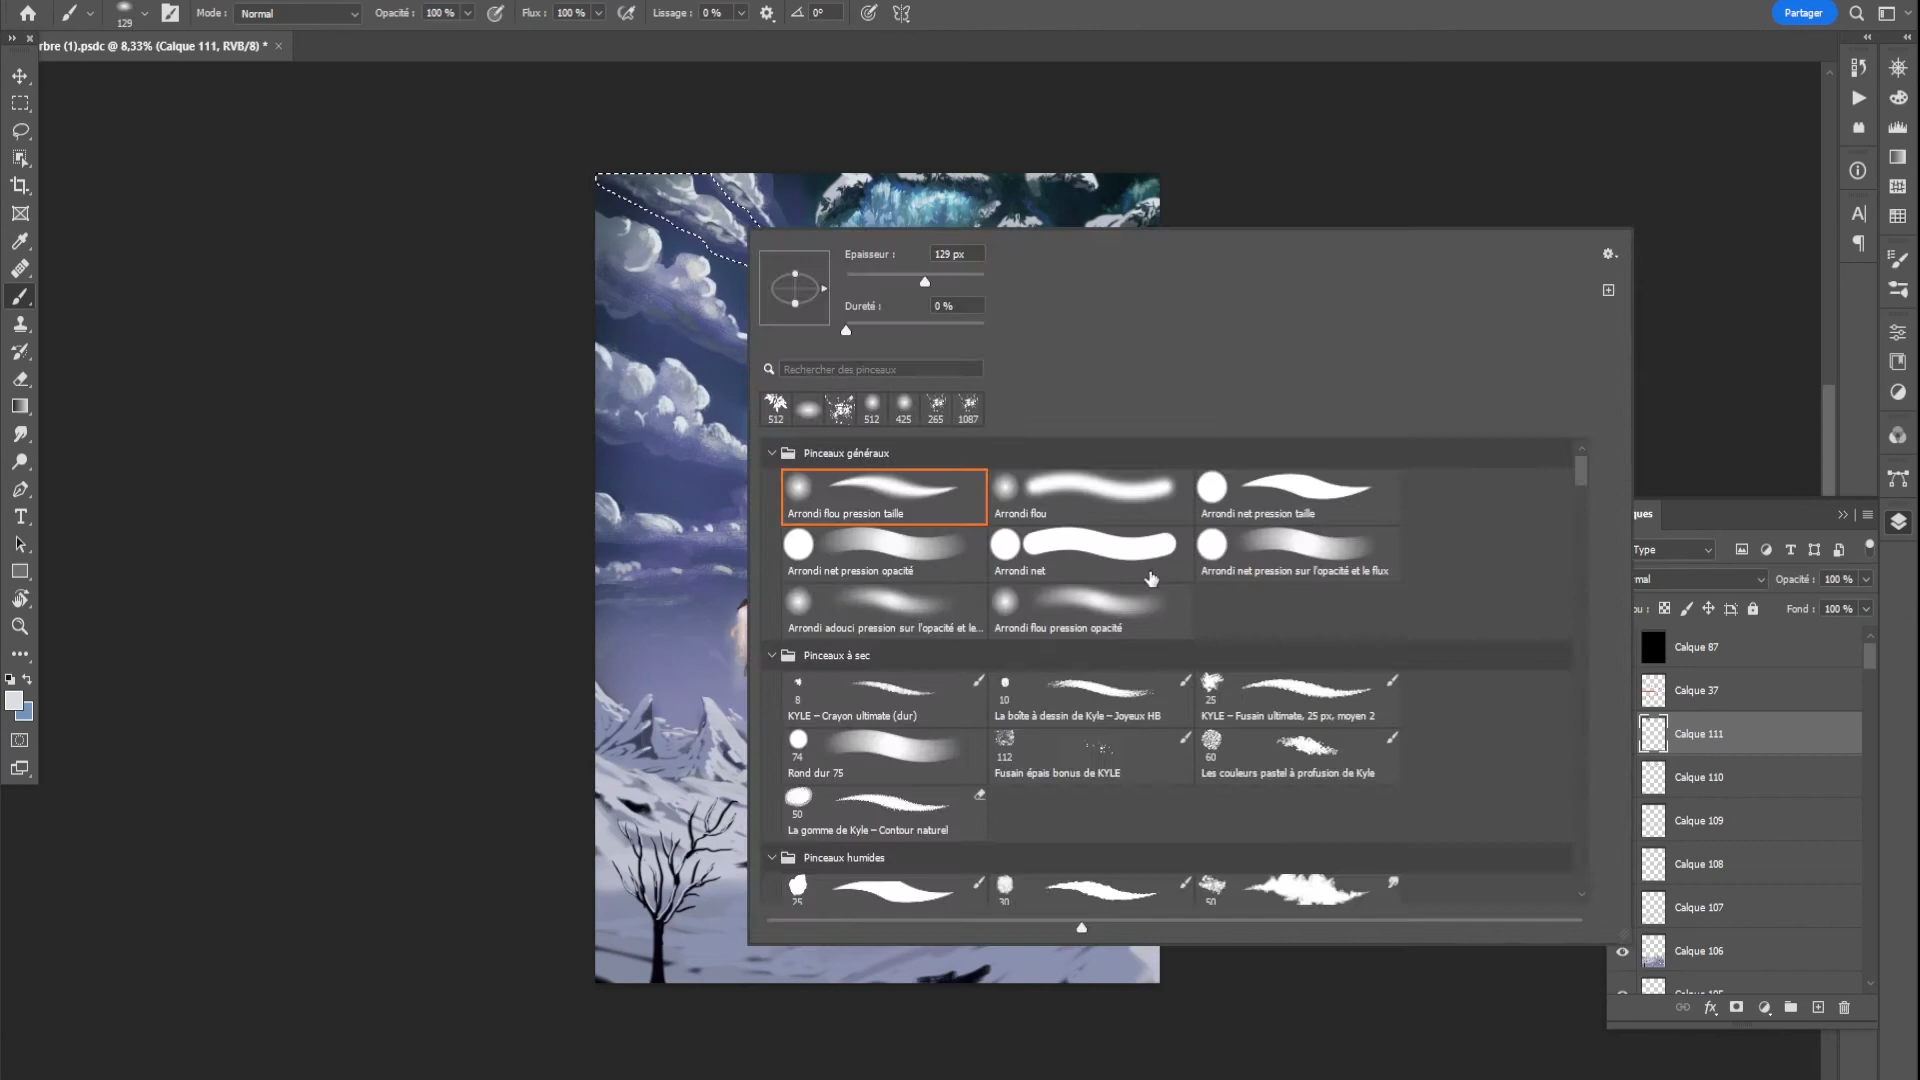 129
Mode :
Normal
Opacité :
100 %
Flux :
100 %
Lissage :
0 %
0°
Partager
rbre (1).psdc @ 8,33% (Calque 111, RVB/8) *
Epaisseur :
129 px
Dureté :
0 %
Rechercher des pinceaux
512
512
425
265
1087
Pinceaux généraux
Arrondi flou pression taille
Arrondi flou
Arrondi net pression taille
Arrondi net pression opacité
Arrondi net
Arrondi net pression sur l'opacité et le flux
Arrondi adouci pression sur l'opacité et le...
Arrondi flou pression opacité
Pinceaux à sec
8
10
25
KYLE – Crayon ultimate (dur)
La boîte à dessin de Kyle – Joyeux HB
KYLE – Fusain ultimate, 25 px, moyen 2
74
112
60
Rond dur 75
Fusain épais bonus de KYLE
Les couleurs pastel à profusion de Kyle
50
La gomme de Kyle – Contour naturel
Pinceaux humides
25
30
50
ques
Type
mal
Opacité :
100 %
ou :
Fond :
100 %
Calque 87
Calque 37
Calque 111
Calque 110
Calque 109
Calque 108
Calque 107
Calque 106
Calque 105